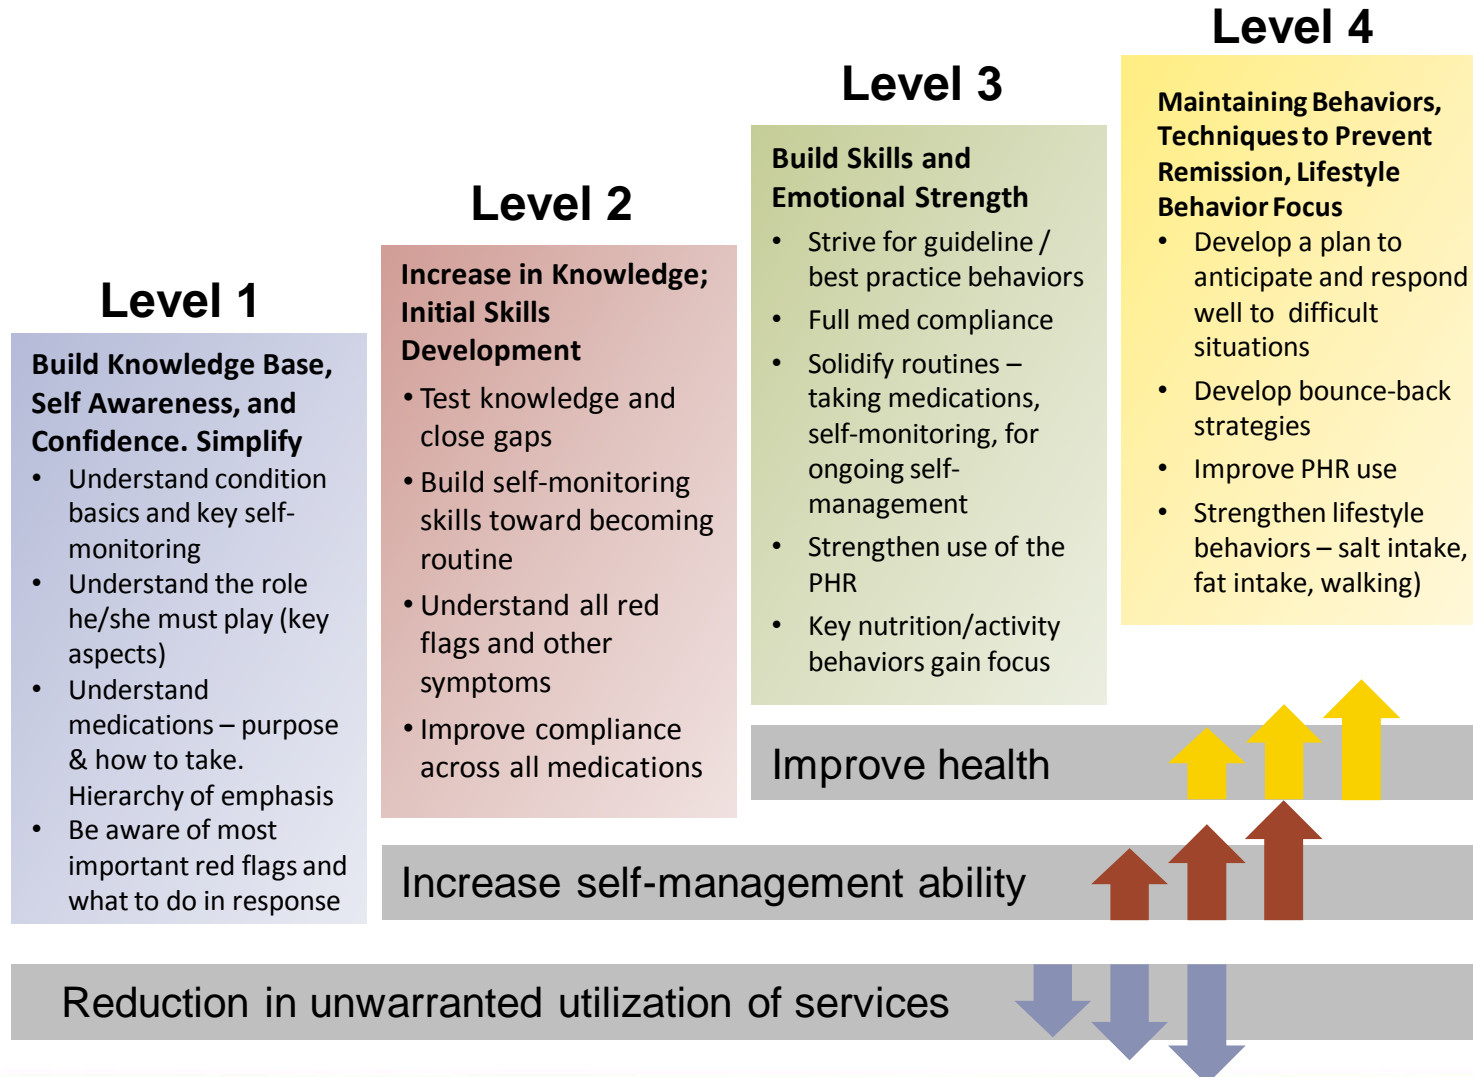 Level 1
Build Knowledge Base,
Self Awareness, and
Confidence. Simplify
• Understand condition
basics and key self-
monitoring
• Understand the role
he/she must play (key
aspects)
• Understand
medications – purpose
& how to take.
Hierarchy of emphasis
• Be aware of most
important red flags and
what to do in response
Level 2
Increase in Knowledge;
Initial Skills
Development
• Test knowledge and
close gaps
• Build self-monitoring
skills toward becoming
routine
• Understand all red
flags and other
symptoms
• Improve compliance
across all medications
Level 3
Build Skills and
Emotional Strength
• Strive for guideline /
best practice behaviors
• Full med compliance
• Solidify routines –
taking medications,
self-monitoring, for
ongoing self-
management
• Strengthen use of the
PHR
• Key nutrition/activity
behaviors gain focus
Level 4
Maintaining Behaviors,
Techniques to Prevent
Remission, Lifestyle
Behavior Focus
• Develop a plan to
anticipate and respond
well to difficult
situations
• Develop bounce-back
strategies
• Improve PHR use
• Strengthen lifestyle
behaviors – salt intake,
fat intake, walking)
Improve health
Increase self-management ability
Reduction in unwarranted utilization of services